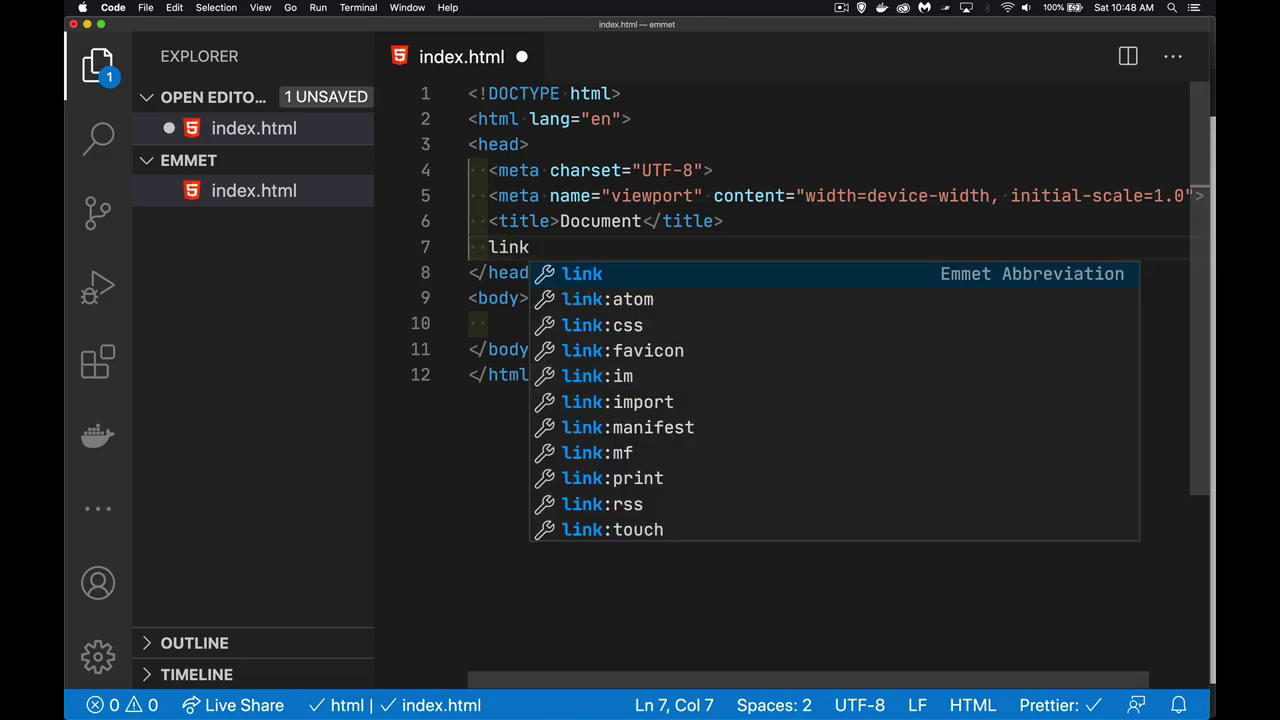 Code File Edit Selection View Go Run Terminal Window Help 100% Sat 10:48 AM
index.html — emmet
EXPLORER
OPEN EDITO... 1 UNSAVED
index.html
EMMET
index.html
OUTLINE
TIMELINE
1
index.html
1 <!DOCTYPE html>
2 <html lang="en">
3 <head>
4 <meta charset="UTF-8">
5 <meta name="viewport" content="width=device-width, initial-scale=1.0">
6 <title>Document</title>
7 link
8 </head
9 <body>
10
11 </body
12 </html
link Emmet Abbreviation
link:atom
link:css
link:favicon
link:im
link:import
link:manifest
link:mf
link:print
link:rss
link:touch
0 0 Live Share html | index.html Ln 7, Col 7 Spaces: 2 UTF-8 LF HTML Prettier: